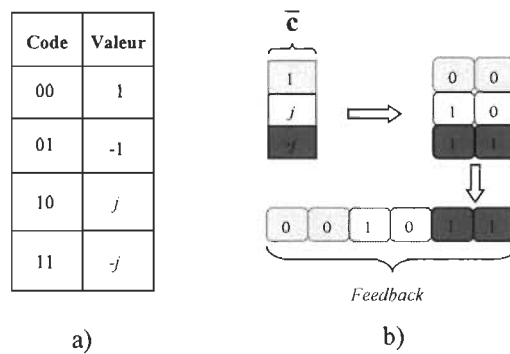 Code Valeur
00 1
01 -1
10 j
11 -j
a)
c̄
1
j
-j
0 0
1 0
1 1
0 0 1 0 1 1
Feedback
b)